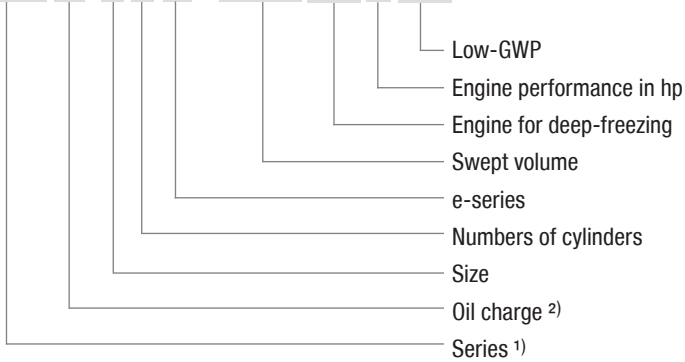 Low-GWP
Engine performance in hp
Engine for deep-freezing
Swept volume
e-series
Numbers of cylinders
Size
Oil charge ²⁾
Series ¹⁾